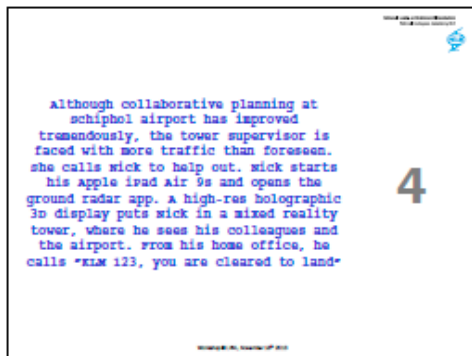 Although collaborative planning at
schiphol airport has improved
tremendously, the tower supervisor is
faced with more traffic than foreseen.
she calls Nick to help out. Nick starts
his Apple iPad Air 9s and opens the
ground radar app. A high-res holographic
3D display puts Nick in a mixed reality
tower, where he sees his colleagues and
the airport. From his home office, he
calls "KLM 123, you are cleared to land"
4